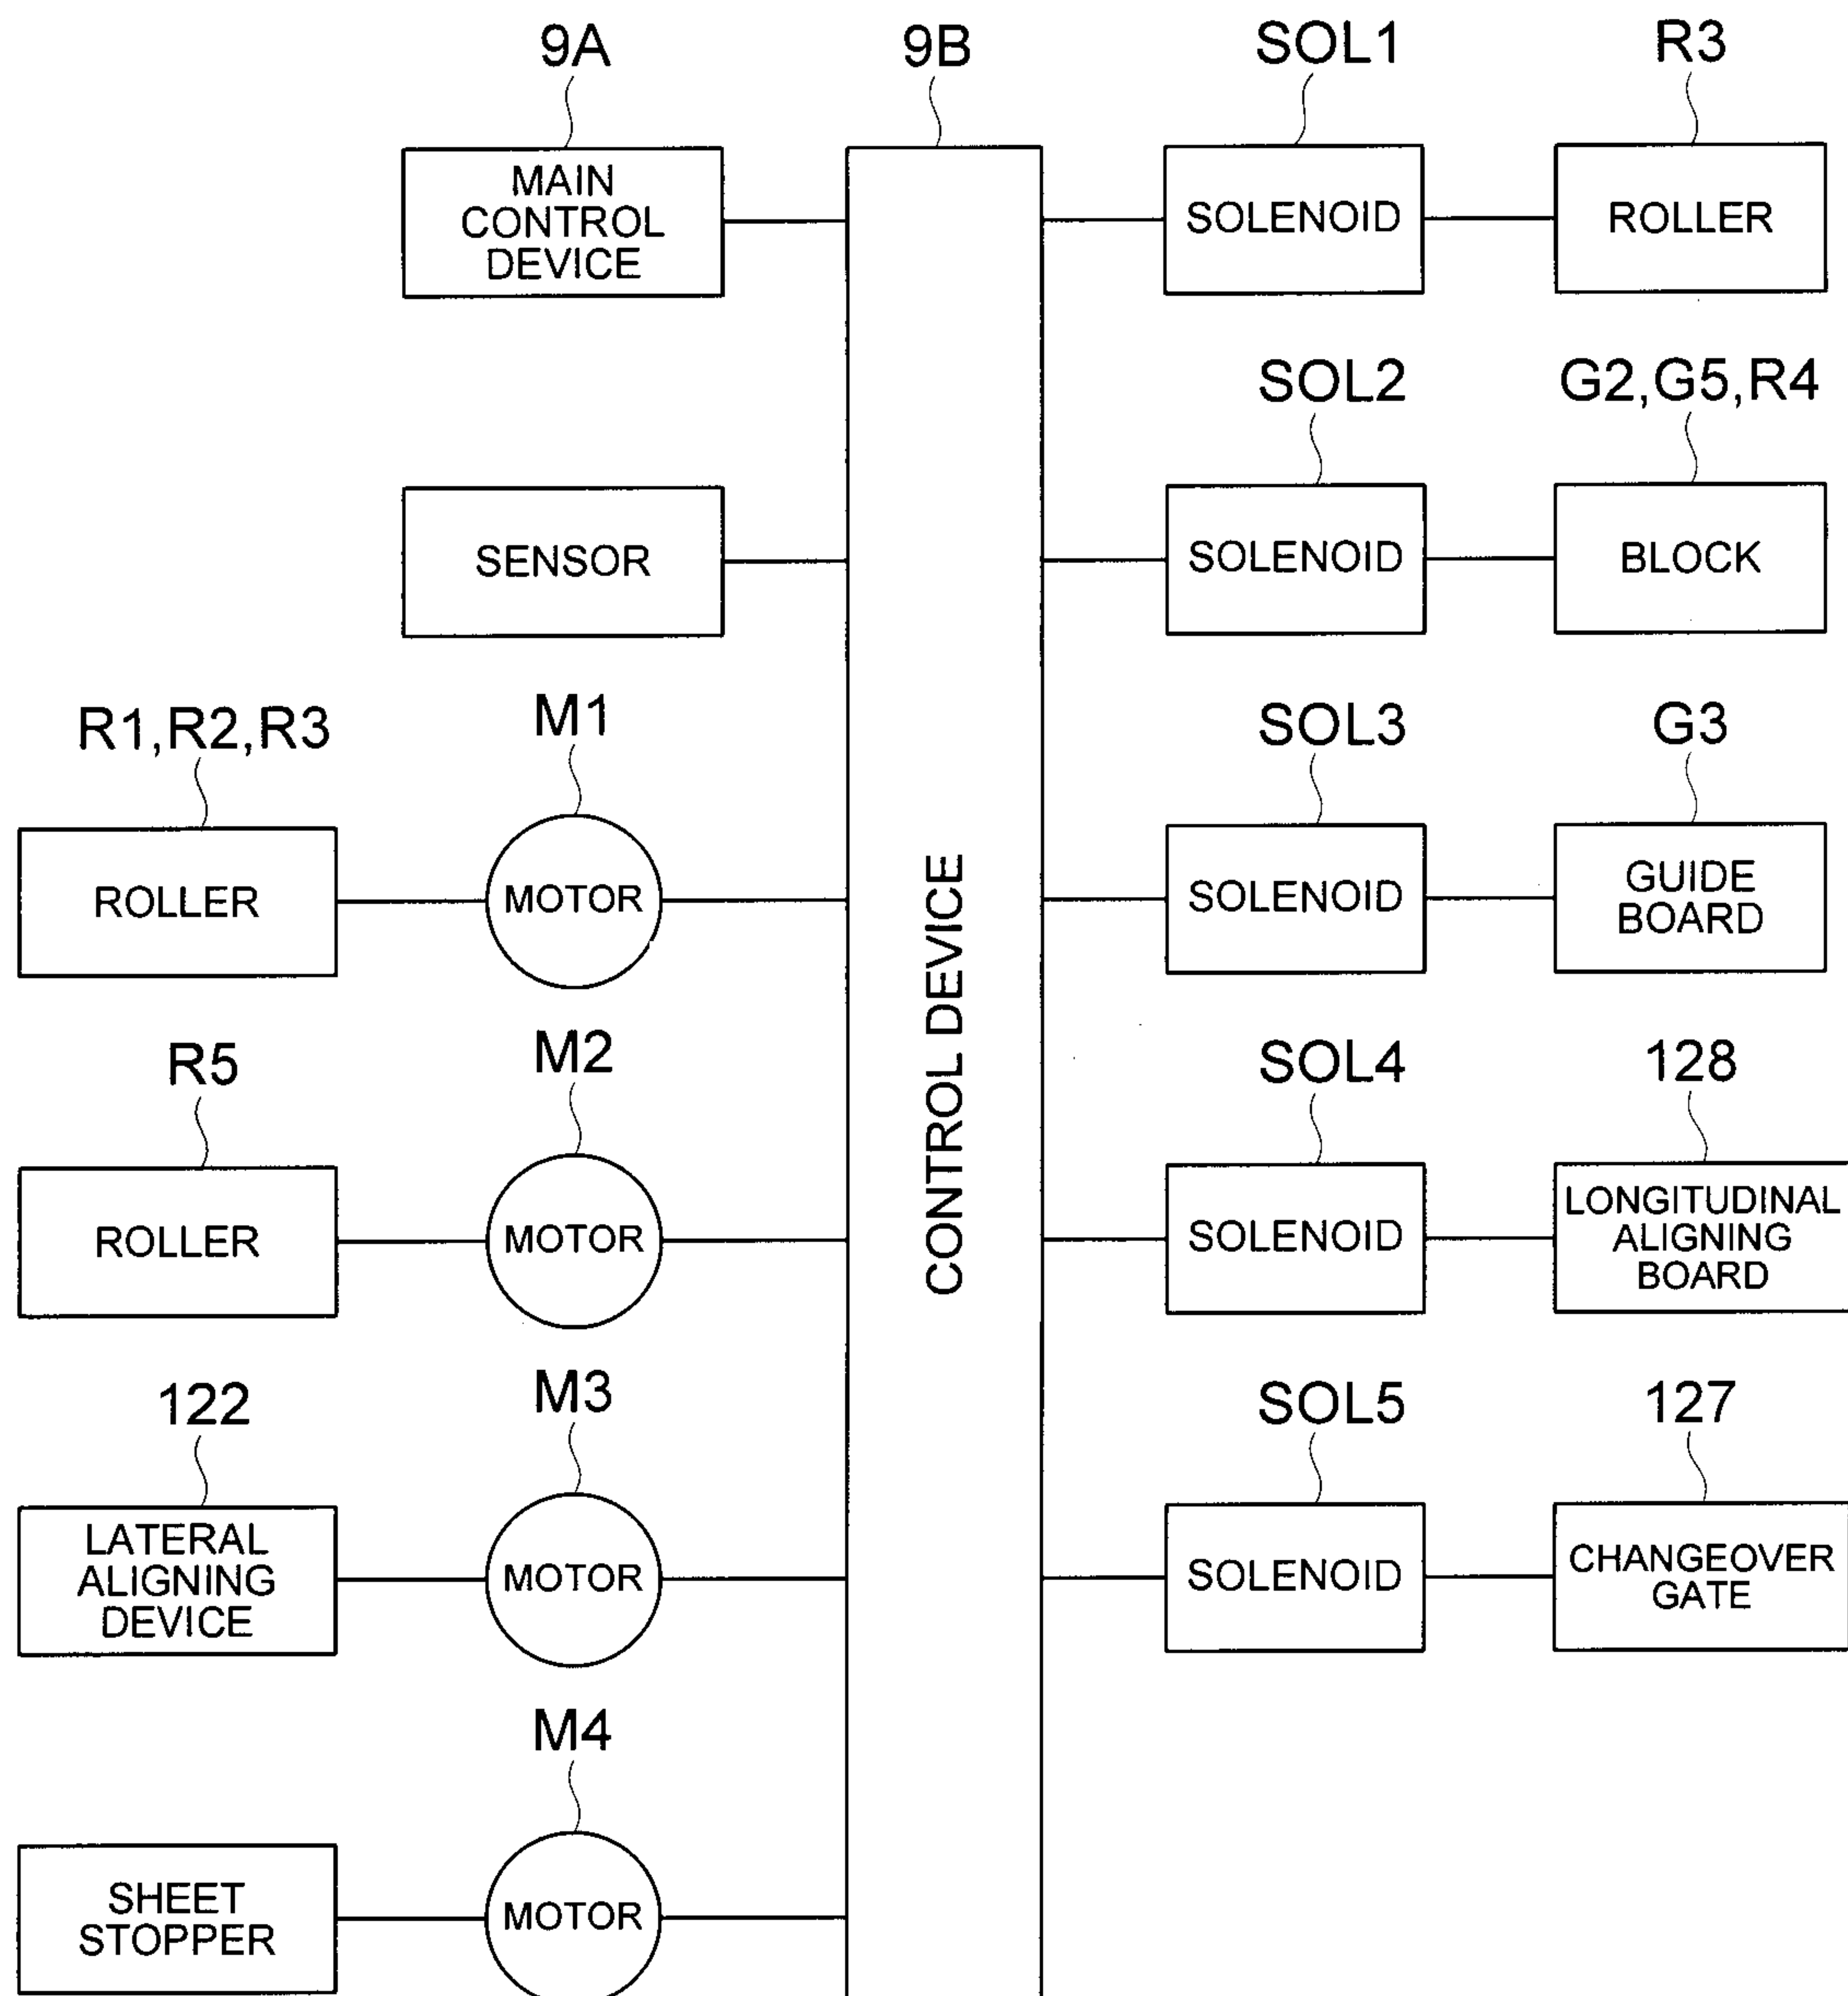 9A
9B
SOL1
R3
MAIN
CONTROL
DEVICE
SOLENOID
ROLLER
SOL2
G2,G5,R4
SENSOR
SOLENOID
BLOCK
R1,R2,R3
M1
SOL3
G3
ROLLER
MOTOR
SOLENOID
GUIDE
BOARD
CONTROL DEVICE
R5
M2
SOL4
128
ROLLER
MOTOR
SOLENOID
LONGITUDINAL
ALIGNING
BOARD
122
M3
SOL5
127
LATERAL
ALIGNING
DEVICE
MOTOR
SOLENOID
CHANGEOVER
GATE
M4
SHEET
STOPPER
MOTOR